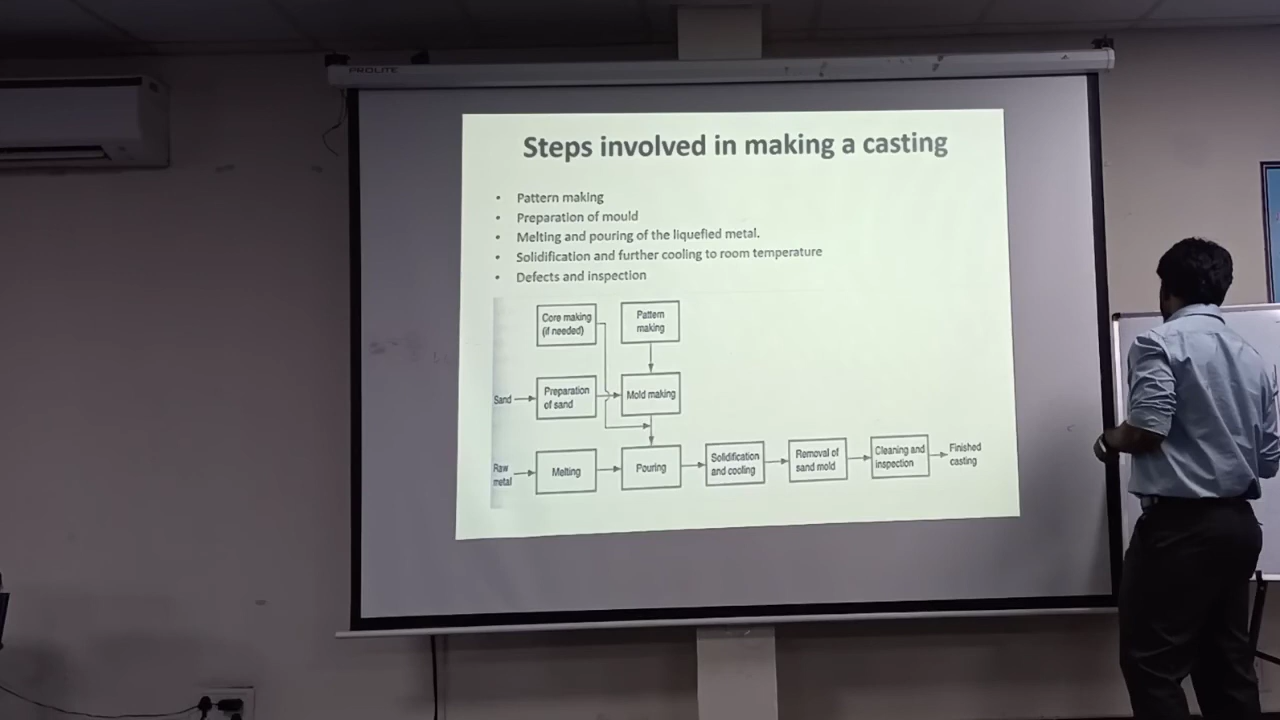 PROLITE
Steps involved in making a casting
• Pattern making
• Preparation of mould
• Melting and pouring of the liquefied metal.
• Solidification and further cooling to room temperature
• Defects and inspection
Core making
(if needed)
Pattern
making
Sand
Preparation
of sand
Mold making
Raw
metal
Melting
Pouring
Solidification
and cooling
Removal of
sand mold
Cleaning and
inspection
Finished
casting